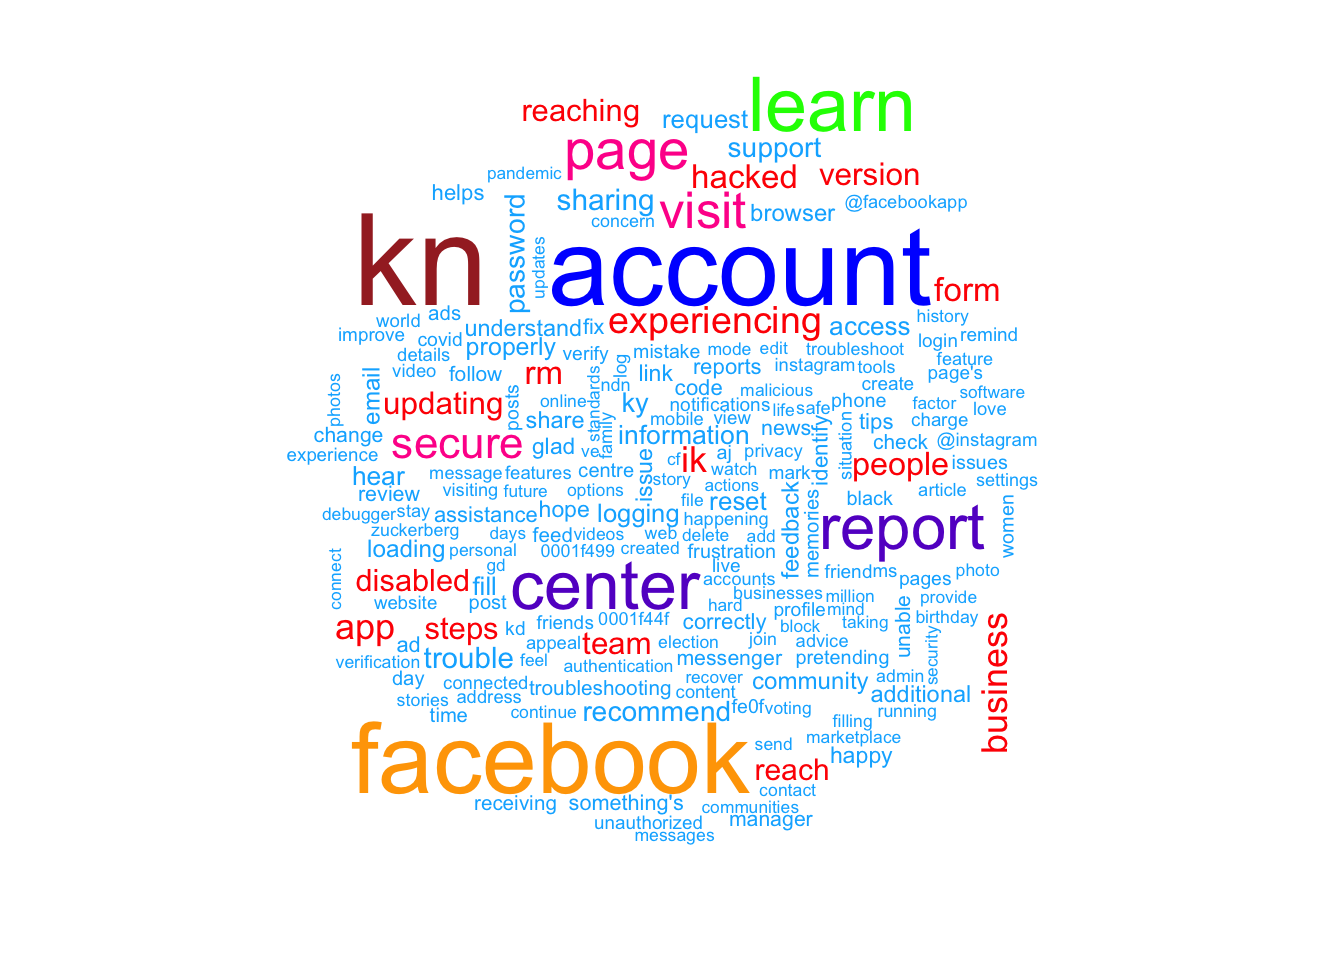 learn
reaching
request
page
support
pandemic
hacked
version
helps
sharing
visit
browser
@facebookapp
concern
password
updates
kn
account
form
experiencing
world
ads
understand
fix
access
history
improve
covid
properly
verify
mistake
mode
edit
troubleshoot
login
remind
details
video
follow
rm
log
link
reports
instagram
tools
feature
page's
photos
email
updating
posts
online
ndn
standards
ky
code
malicious
create
software
notifications
life
safe
phone
factor
love
change
secure
share
family
mobile
view
news
tips
charge
experience
glad
ve
information
identify
situation
check
@instagram
hear
message
features
centre
issue
cf
ik
aj
privacy
people
issues
review
visiting
future
options
story
watch
mark
settings
debugger
stay
assistance
hope
logging
file
actions
reset
feedback
memories
black
article
women
zuckerberg
days
feed
videos
web
delete
happening
add
report
loading
personal
0001f499
created
frustration
connect
gd
live
friend
ms
pages
photo
disabled
fill
center
accounts
businesses
million
provide
website
post
hard
profile
mind
birthday
app
steps
kd
friends
0001f44f
correctly
block
taking
unable
security
business
ad
appeal
team
election
join
advice
verification
trouble
feel
authentication
messenger
pretending
day
connected
troubleshooting
recover
content
community
admin
additional
stories
address
time
continue
recommend
fe0f
voting
running
filling
facebook
send
marketplace
happy
reach
contact
receiving
something's
communities
unauthorized
manager
messages